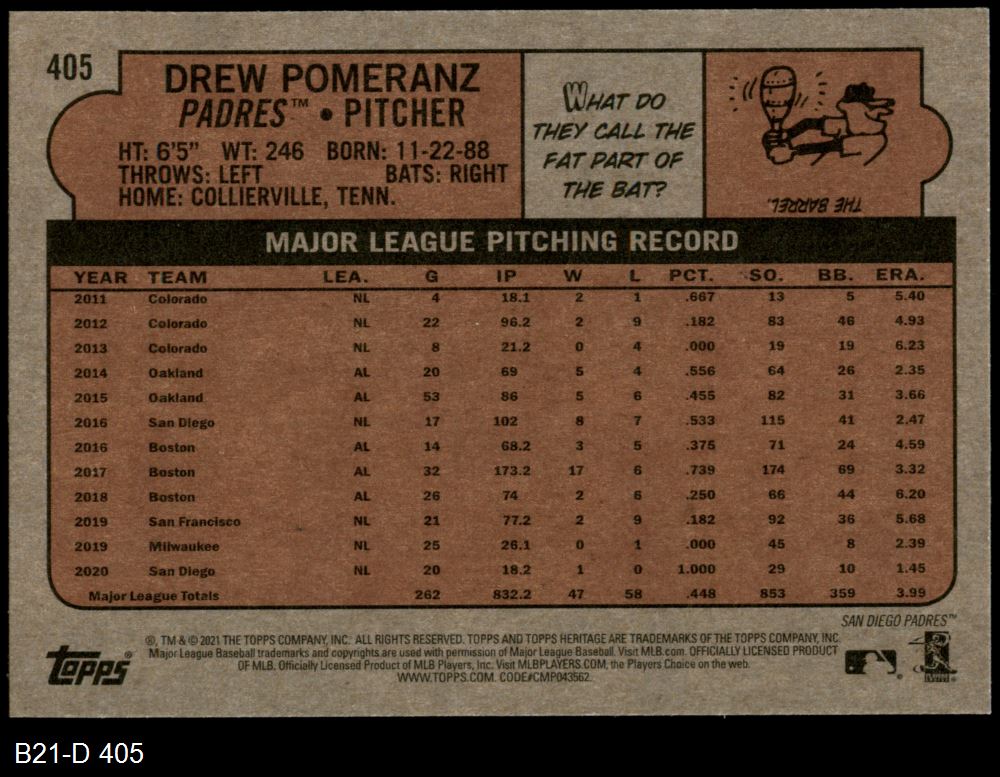 405
DREW POMERANZ
PADRES™ • PITCHER
HT: 6'5" WT: 246 BORN: 11-22-88
THROWS: LEFT BATS: RIGHT
HOME: COLLIERVILLE, TENN.
WHAT DO
THEY CALL THE
FAT PART OF
THE BAT?
THE BARREL.
MAJOR LEAGUE PITCHING RECORD
YEAR TEAM LEA. G IP W L PCT. SO. BB. ERA.
2011 Colorado NL 4 18.1 2 1 .667 13 5 5.40
2012 Colorado NL 22 96.2 2 9 .182 83 46 4.93
2013 Colorado NL 8 21.2 0 4 .000 19 19 6.23
2014 Oakland AL 20 69 5 4 .556 64 26 2.35
2015 Oakland AL 53 86 5 6 .455 82 31 3.66
2016 San Diego NL 17 102 8 7 .533 115 41 2.47
2016 Boston AL 14 68.2 3 5 .375 71 24 4.59
2017 Boston AL 32 173.2 17 6 .739 174 69 3.32
2018 Boston AL 26 74 2 6 .250 66 44 6.20
2019 San Francisco NL 21 77.2 2 9 .182 92 36 5.68
2019 Milwaukee NL 25 26.1 0 1 .000 45 8 2.39
2020 San Diego NL 20 18.2 1 0 1.000 29 10 1.45
Major League Totals 262 832.2 47 58 .448 853 359 3.99
SAN DIEGO PADRES™
®, TM & © 2021 THE TOPPS COMPANY, INC. ALL RIGHTS RESERVED. TOPPS AND TOPPS HERITAGE ARE TRADEMARKS OF THE TOPPS COMPANY, INC.
Major League Baseball trademarks and copyrights are used with permission of Major League Baseball. Visit MLB.com. OFFICIALLY LICENSED PRODUCT
OF MLB. Officially Licensed Product of MLB Players, Inc. Visit MLBPLAYERS.COM, the Players Choice on the web.
WWW.TOPPS.COM. CODE#CMP043562.
Topps®
B21-D 405